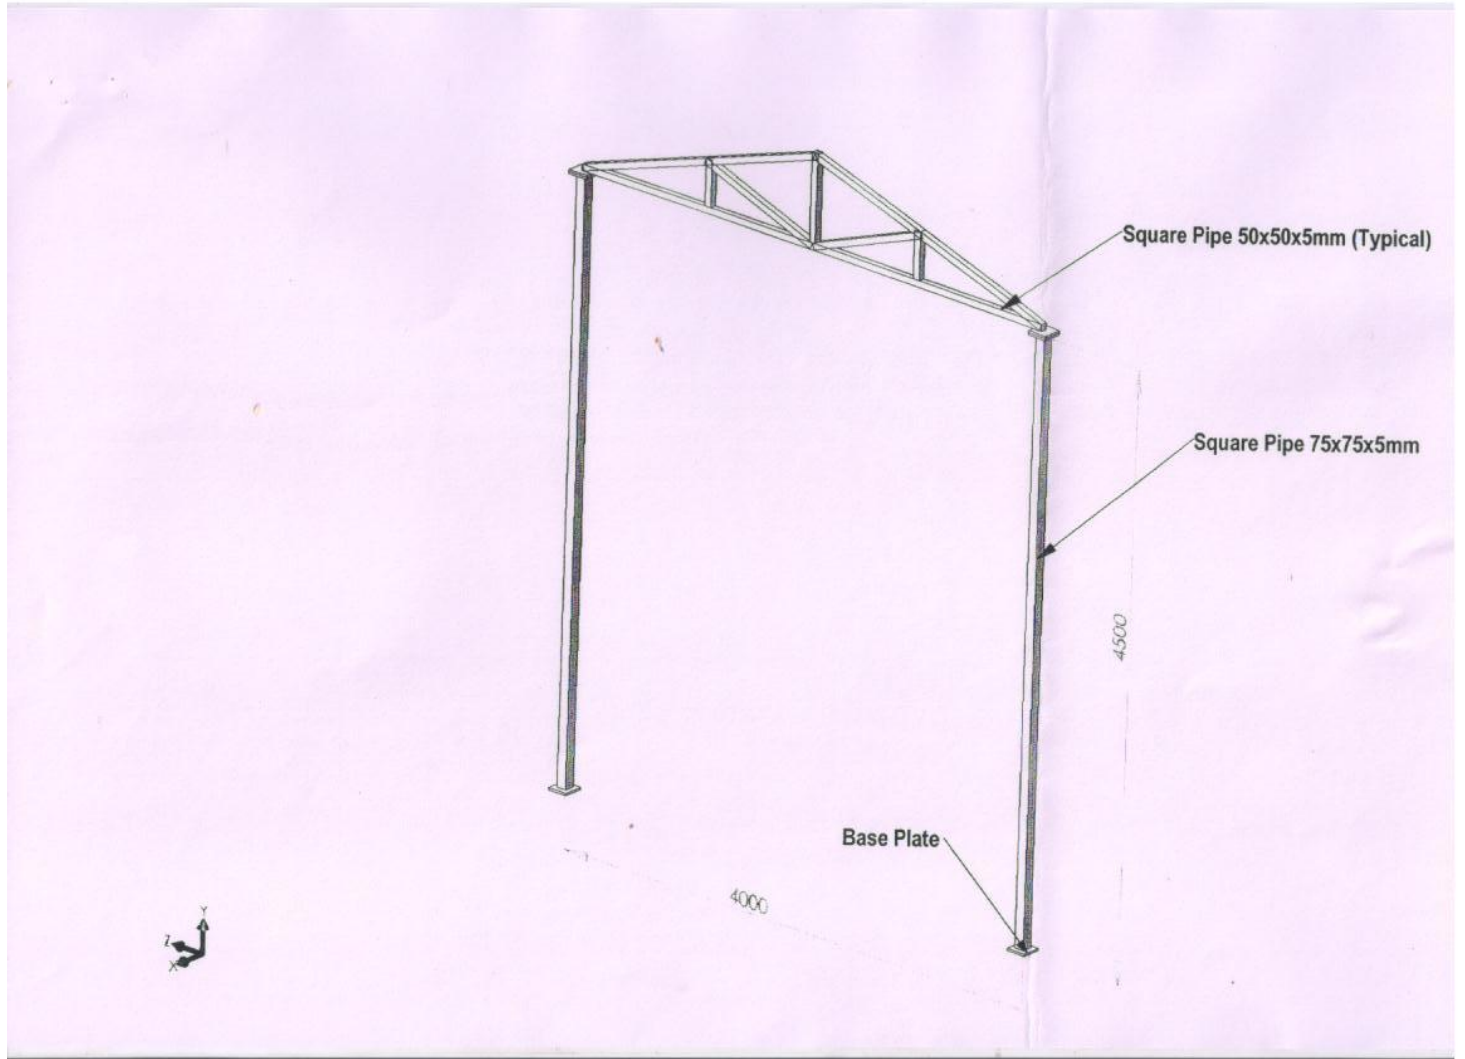 Square Pipe 50x50x5mm (Typical)
Square Pipe 75x75x5mm
4500
Base Plate
4000
Y
Z
X